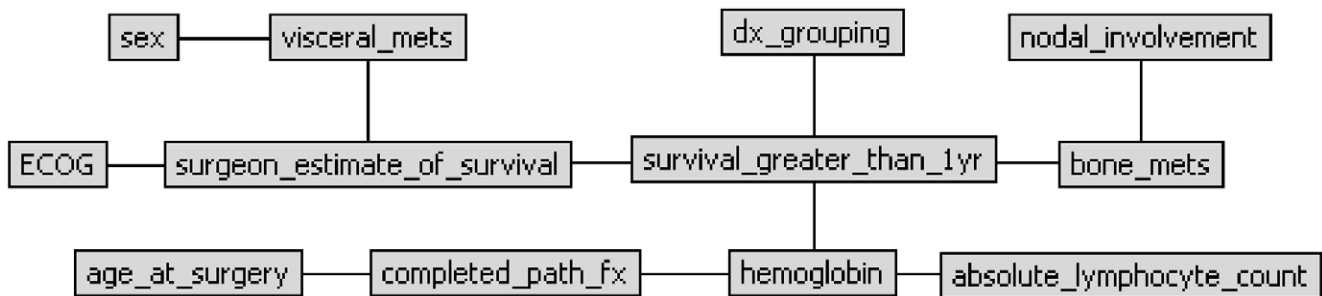 sex
visceral_mets
dx_grouping
nodal_involvement
ECOG
surgeon_estimate_of_survival
survival_greater_than_1yr
bone_mets
age_at_surgery
completed_path_fx
hemoglobin
absolute_lymphocyte_count